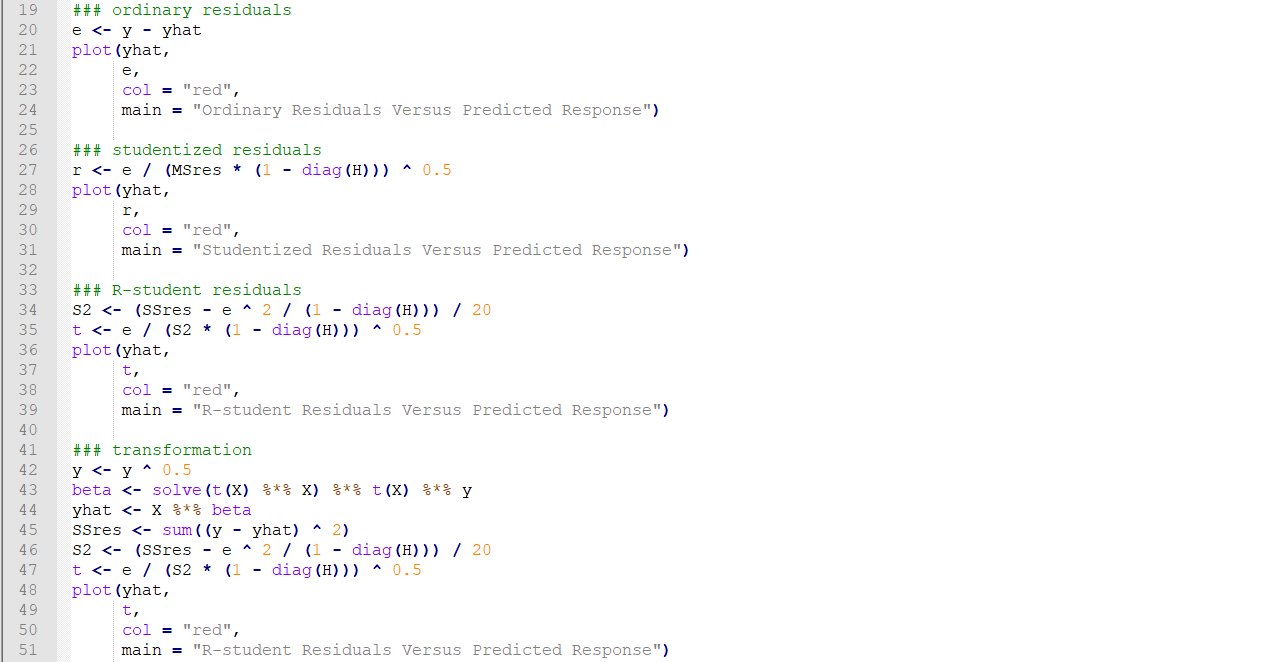 19 ### ordinary residuals
20 e <- y - yhat
21 plot(yhat,
22      e,
23      col = "red",
24      main = "Ordinary Residuals Versus Predicted Response")
25
26 ### studentized residuals
27 r <- e / (MSres * (1 - diag(H))) ^ 0.5
28 plot(yhat,
29      r,
30      col = "red",
31      main = "Studentized Residuals Versus Predicted Response")
32
33 ### R-student residuals
34 S2 <- (SSres - e ^ 2 / (1 - diag(H))) / 20
35 t <- e / (S2 * (1 - diag(H))) ^ 0.5
36 plot(yhat,
37      t,
38      col = "red",
39      main = "R-student Residuals Versus Predicted Response")
40
41 ### transformation
42 y <- y ^ 0.5
43 beta <- solve(t(X) %*% X) %*% t(X) %*% y
44 yhat <- X %*% beta
45 SSres <- sum((y - yhat) ^ 2)
46 S2 <- (SSres - e ^ 2 / (1 - diag(H))) / 20
47 t <- e / (S2 * (1 - diag(H))) ^ 0.5
48 plot(yhat,
49      t,
50      col = "red",
51      main = "R-student Residuals Versus Predicted Response")